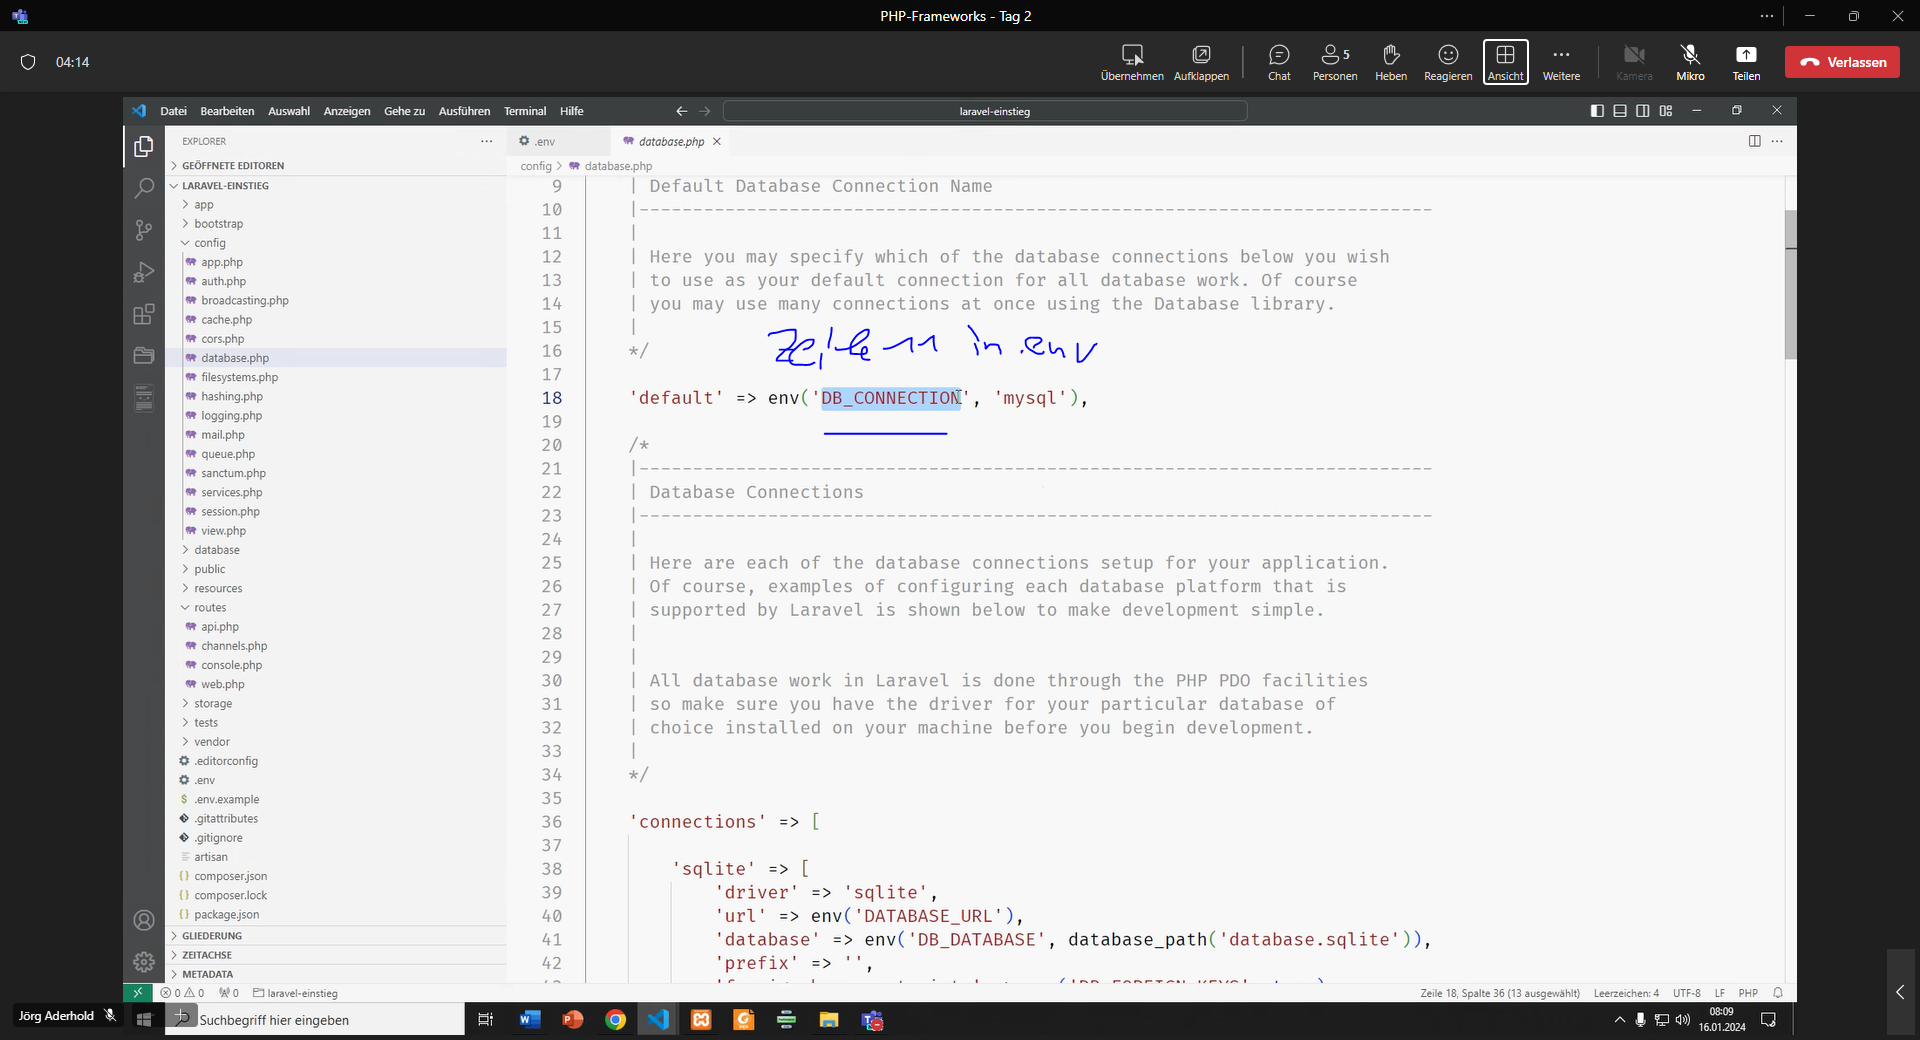 PHP-Frameworks - Tag 2
04:14
Übernehmen
Aufklappen
Chat
5
Personen
Heben
Reagieren
Ansicht
Weitere
Kamera
Mikro
Teilen
Verlassen
Datei Bearbeiten Auswahl Anzeigen Gehe zu Ausführen Terminal Hilfe
laravel-einstieg
EXPLORER
GEÖFFNETE EDITOREN
LARAVEL-EINSTIEG
app
bootstrap
config
app.php
auth.php
broadcasting.php
cache.php
cors.php
database.php
filesystems.php
hashing.php
logging.php
mail.php
queue.php
sanctum.php
services.php
session.php
view.php
database
public
resources
routes
api.php
channels.php
console.php
web.php
storage
tests
vendor
.editorconfig
.env
.env.example
.gitattributes
.gitignore
artisan
composer.json
composer.lock
package.json
GLIEDERUNG
ZEITACHSE
METADATA
.env
database.php
config > database.php
9 | Default Database Connection Name
10 |--------------------------------------------------------------------------
11 |
12 | Here you may specify which of the database connections below you wish
13 | to use as your default connection for all database work. Of course
14 | you may use many connections at once using the Database library.
15 |
Zeile 11 in .env
16 */
17
18 'default' => env('DB_CONNECTION', 'mysql'),
19
20 /*
21 |--------------------------------------------------------------------------
22 | Database Connections
23 |--------------------------------------------------------------------------
24 |
25 | Here are each of the database connections setup for your application.
26 | Of course, examples of configuring each database platform that is
27 | supported by Laravel is shown below to make development simple.
28 |
29 |
30 | All database work in Laravel is done through the PHP PDO facilities
31 | so make sure you have the driver for your particular database of
32 | choice installed on your machine before you begin development.
33 |
34 */
35
36 'connections' => [
37
38 'sqlite' => [
39 'driver' => 'sqlite',
40 'url' => env('DATABASE_URL'),
41 'database' => env('DB_DATABASE', database_path('database.sqlite')),
42 'prefix' => '',
0 0 0 laravel-einstieg
Zeile 18, Spalte 36 (13 ausgewählt) Leerzeichen: 4 UTF-8 LF PHP
Jörg Aderhold
Suchbegriff hier eingeben
08:09
16.01.2024